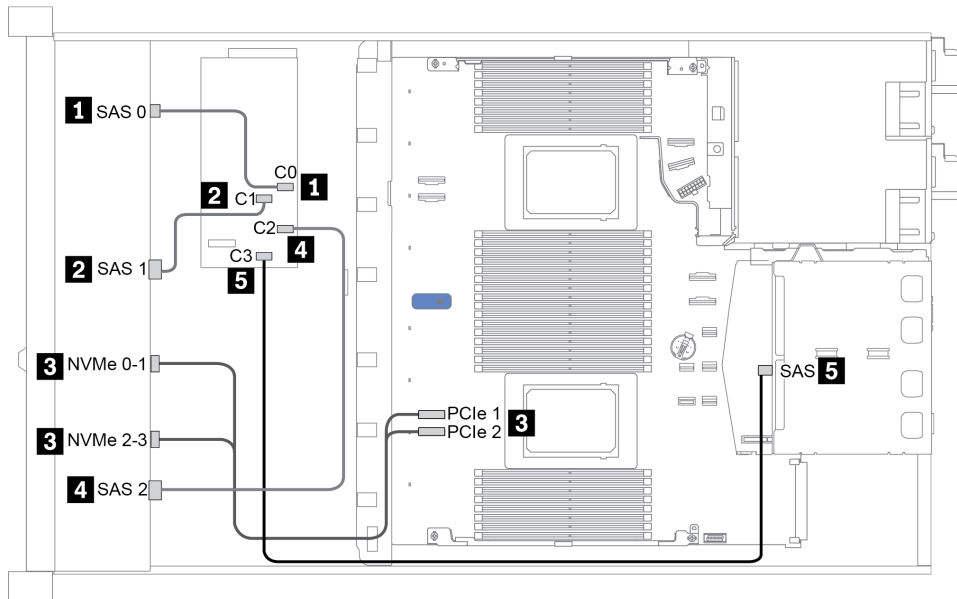 1 SAS 0
C0 1
2 C1
C2
4
2 SAS 1
C3
5
3 NVMe 0-1
SAS 5
PCIe 1
3
PCIe 2
3 NVMe 2-3
4 SAS 2